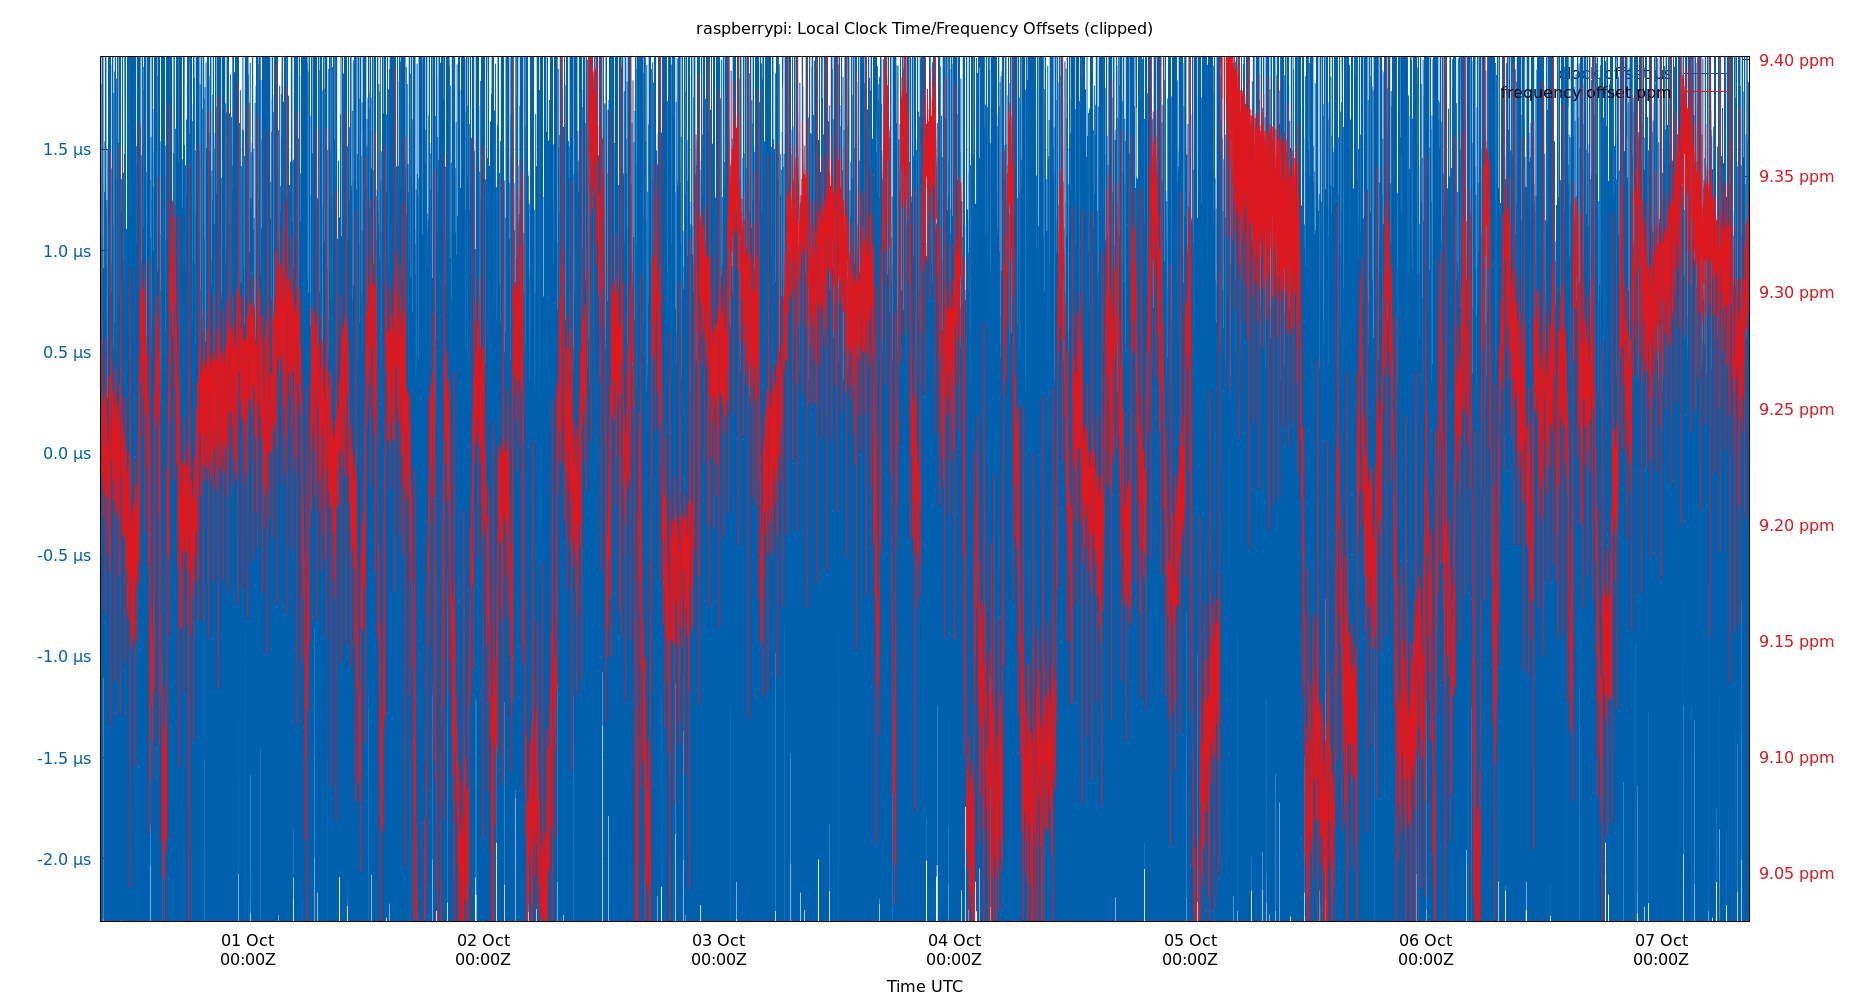 raspberrypi: Local Clock Time/Frequency Offsets (clipped)
9.40 ppm
clock offset µs
frequency offset ppm
1.5 µs
9.35 ppm
1.0 µs
9.30 ppm
0.5 µs
9.25 ppm
0.0 µs
9.20 ppm
-0.5 µs
9.15 ppm
-1.0 µs
9.10 ppm
-1.5 µs
9.05 ppm
-2.0 µs
01 Oct 02 Oct 03 Oct 04 Oct 05 Oct 06 Oct 07 Oct
00:00Z 00:00Z 00:00Z 00:00Z 00:00Z 00:00Z 00:00Z
Time UTC